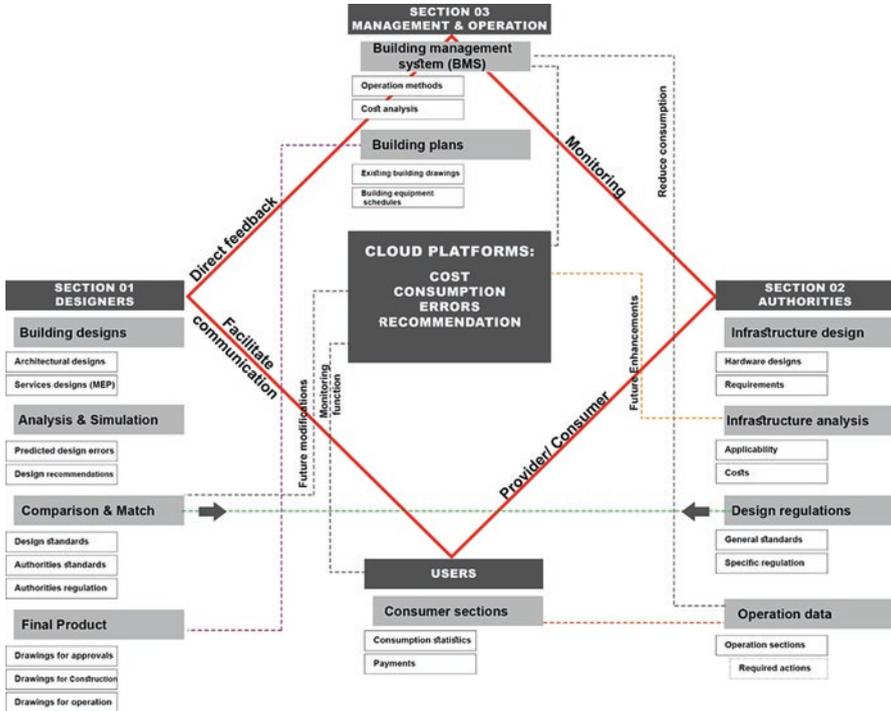 SECTION 03
MANAGEMENT & OPERATION
Building management
system (BMS)
Operation methods
Cost analysis
Building plans
Existing building drawings
Building equipment
schedules
Direct feedback
Monitoring
Reduce consumption
CLOUD PLATFORMS:
COST
CONSUMPTION
ERRORS
RECOMMENDATION
SECTION 01
DESIGNERS
Building designs
Architectural designs
Services designs (MEP)
Analysis & Simulation
Predicted design errors
Design recommendations
Comparison & Match
Design standards
Authorities standards
Authorities regulation
Final Product
Drawings for approvals
Drawings for Construction
Drawings for operation
Facilitate
communication
Future modifications
Monitoring
function
Provider/ Consumer
Future Enhancements
USERS
Consumer sections
Consumption statistics
Payments
SECTION 02
AUTHORITIES
Infrastructure design
Hardware designs
Requirements
Infrastructure analysis
Applicability
Costs
Design regulations
General standards
Specific regulation
Operation data
Operation sections
Required actions